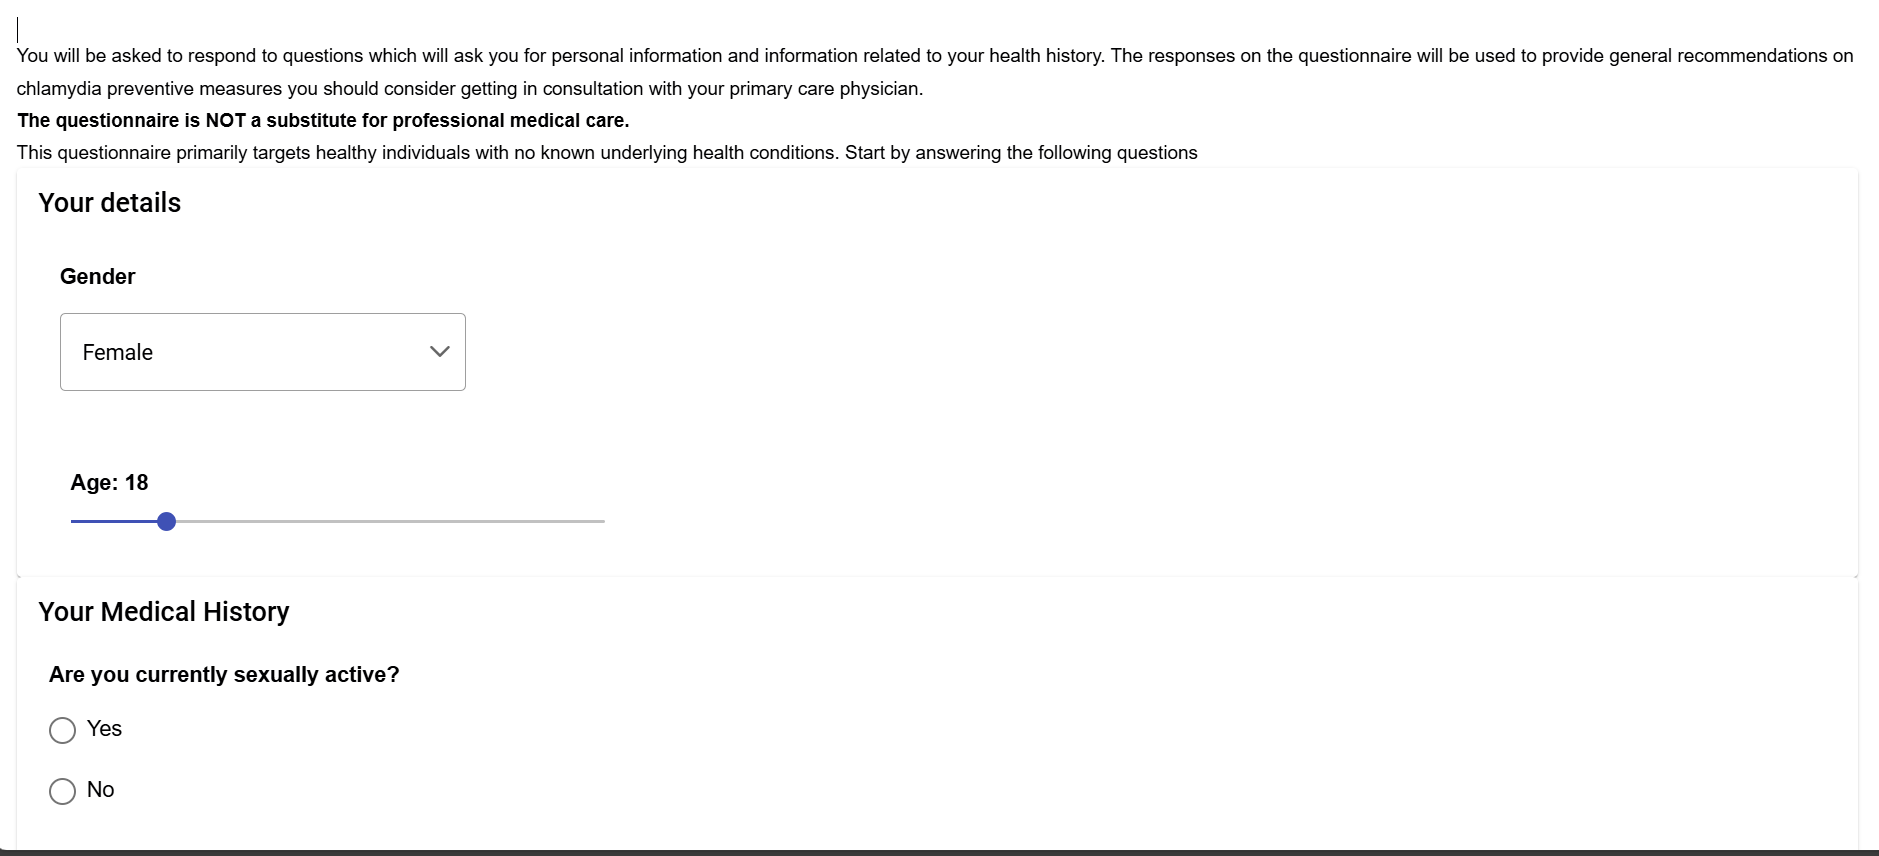 You will be asked to respond to questions which will ask you for personal information and information related to your health history. The responses on the questionnaire will be used to provide general recommendations on
chlamydia preventive measures you should consider getting in consultation with your primary care physician.
The questionnaire is NOT a substitute for professional medical care.
This questionnaire primarily targets healthy individuals with no known underlying health conditions. Start by answering the following questions
Your details
Gender
Female
Age: 18
Your Medical History
Are you currently sexually active?
Yes
No